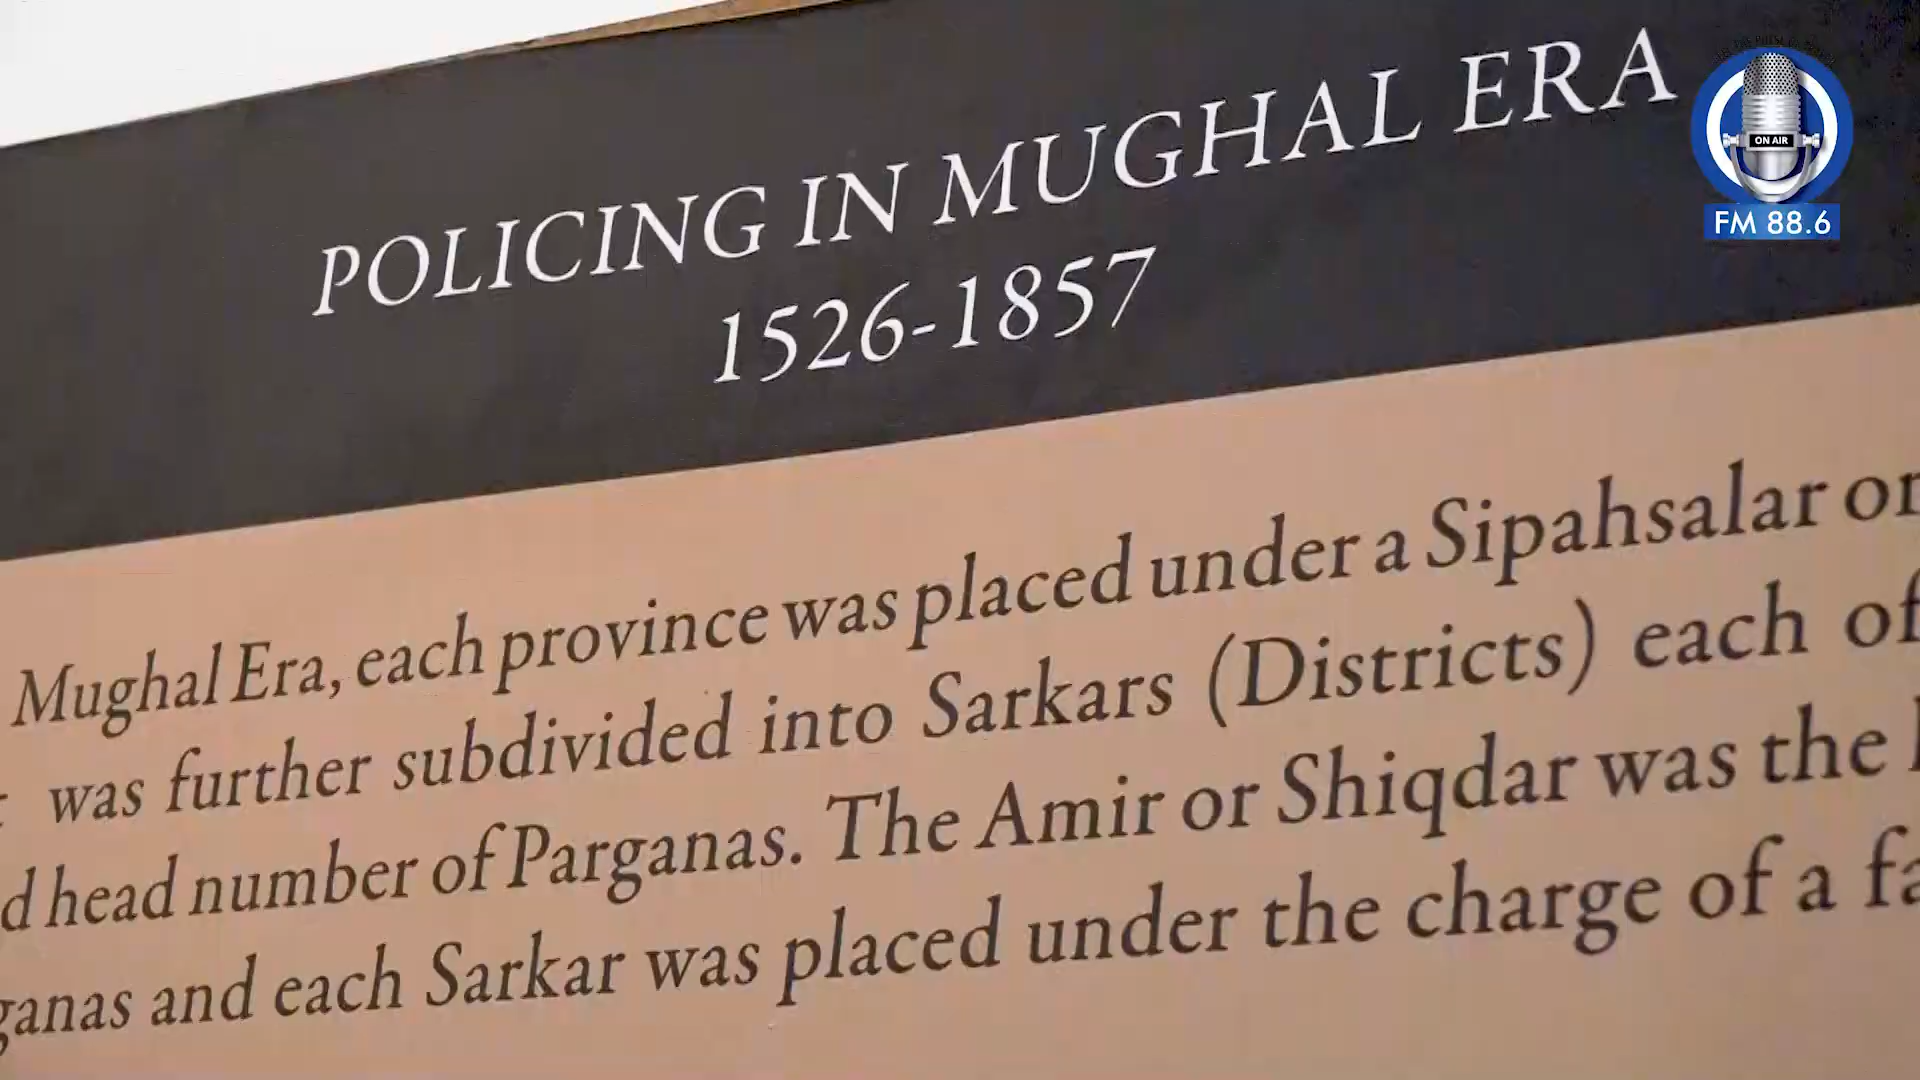 POLICING IN MUGHAL ERA
1526-1857
Mughal Era, each province was placed under a Sipahsalar or
was further subdivided into Sarkars (Districts) each of
head number of Parganas. The Amir or Shiqdar was the
and each Sarkar was placed under the charge of a
ON AIR
FM 88.6